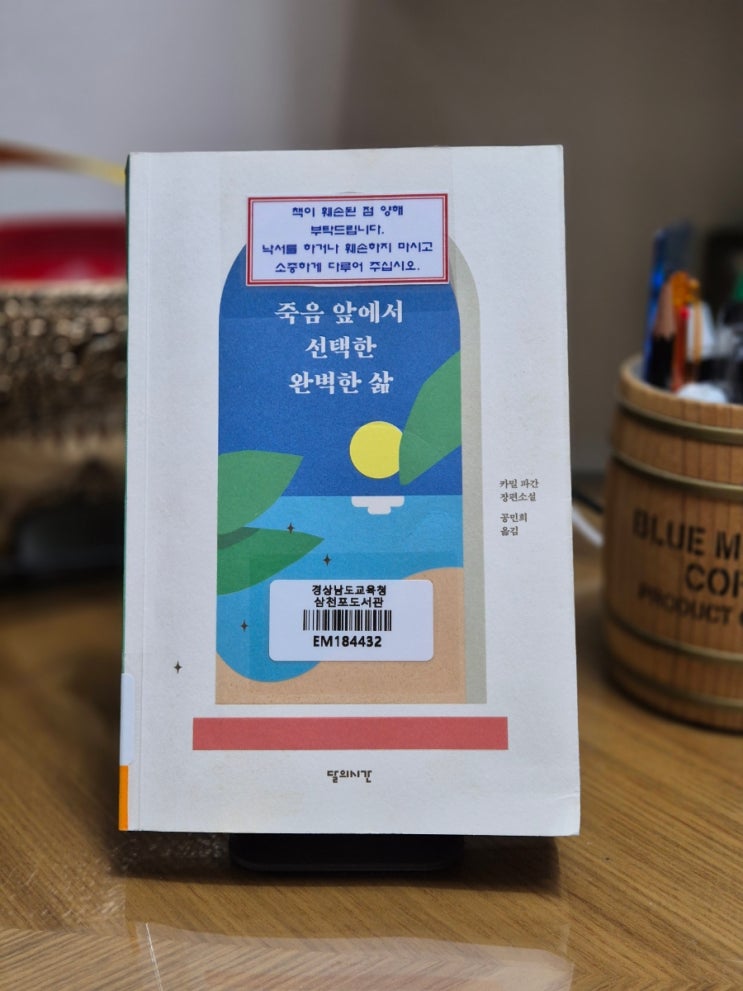 책이 훼손된 점 양해
부탁드립니다.
낙서를 하거나 훼손하지 마시고
소중하게 다루어 주십시오.
죽음 앞에서
선택한
완벽한 삶
카밀 파간
장편소설
공민희
옮김
경상남도교육청
삼천포도서관
EM184432
달의시간
BLUE M
CO
PRODUCT